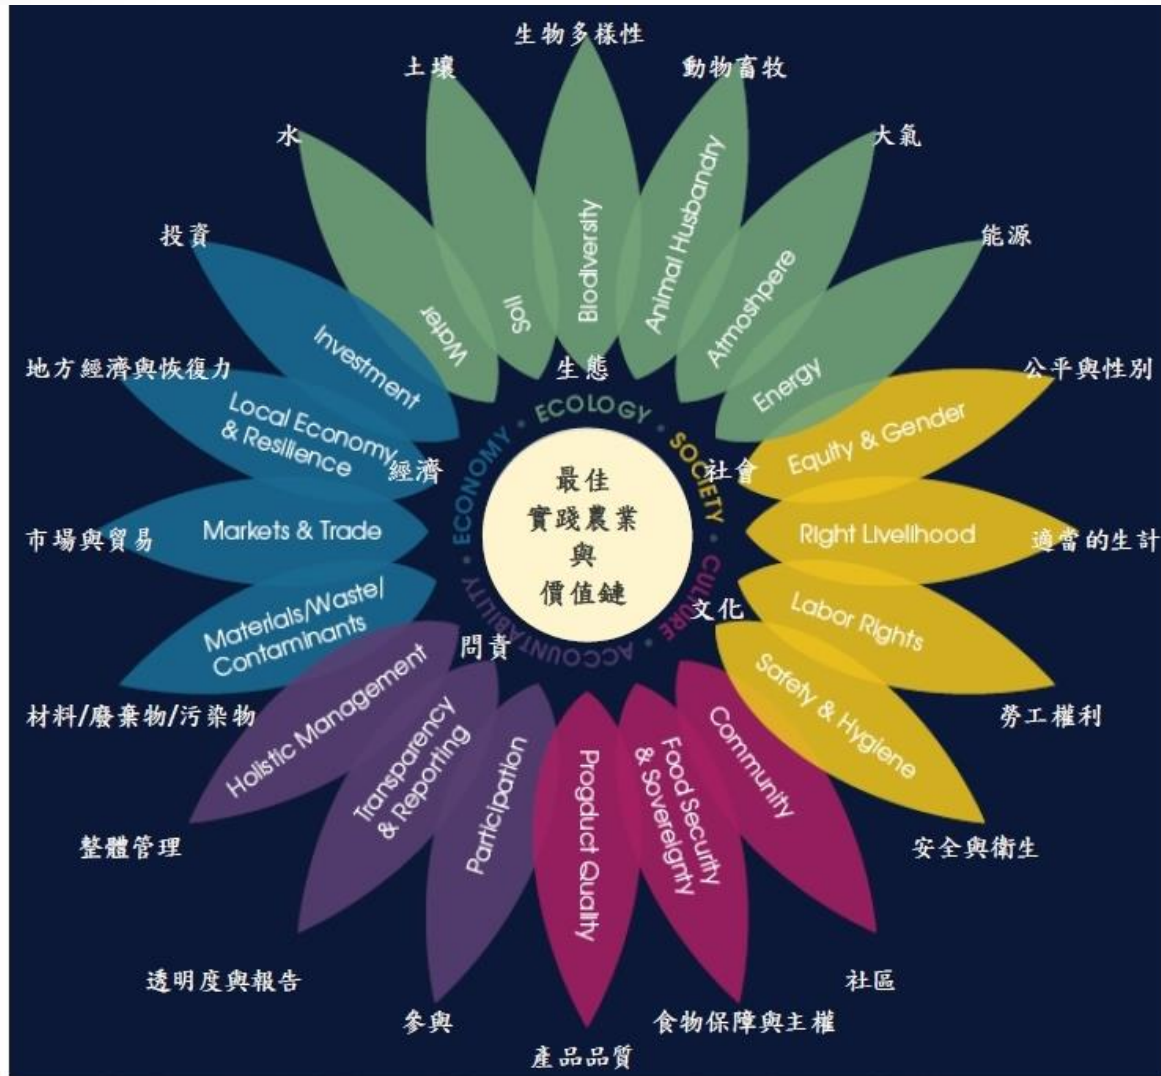 生物多樣性
土壤
動物畜牧
水
大氣
投資
能源
地方經濟與恢復力
公平與性別
市場與貿易
適當的生計
材料/廢棄物/污染物
勞工權利
整體管理
安全與衛生
透明度與報告
社區
參與
食物保障與主權
產品品質
Water
Soil
Biodiversity
Animal Husbandry
Atmoshpere
Energy
Equity & Gender
Right Livelihood
Labor Rights
Safety & Hygiene
Community
Food Security
& Sovereignty
Progduct Quality
Participation
Transparency
& Reporting
Holistic Management
Materials/Waste/
Contaminants
Markets & Trade
Local Economy
& Resilience
Investment
生態
社會
文化
問責
經濟
ECOLOGY • SOCIETY • CULTURE • ACCOUNTABILITY • ECONOMY •
最佳
實踐農業
與
價值鏈